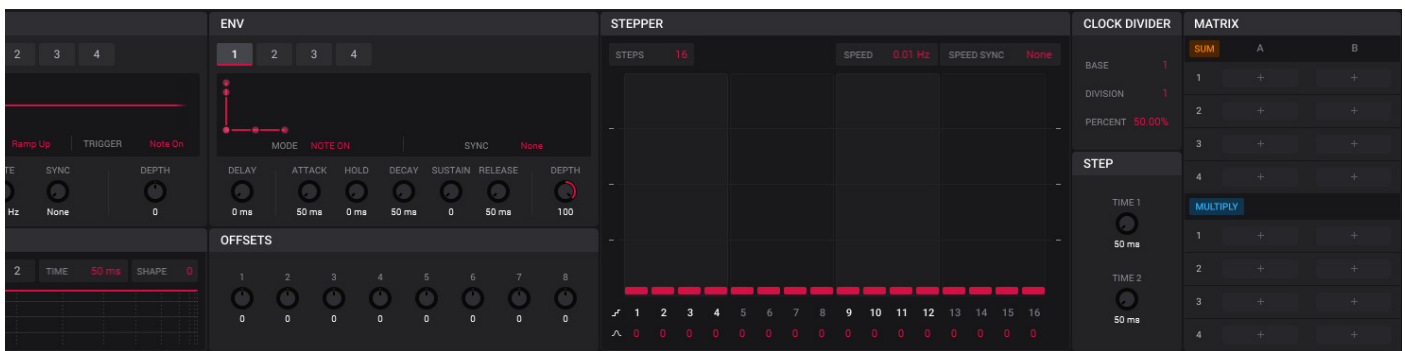 ENV
STEPPER
CLOCK DIVIDER
MATRIX
2 3 4
1 2 3 4
STEPS 16
SPEED 0.01 Hz
SPEED SYNC None
BASE 1
DIVISION 1
PERCENT 50.00%
SUM A B
1 + +
2 + +
3 + +
4 + +
MULTIPLY
1 + +
2 + +
3 + +
4 + +
Ramp Up TRIGGER Note On
MODE NOTE ON
SYNC None
TE SYNC DEPTH
Hz None 0
DELAY ATTACK HOLD DECAY SUSTAIN RELEASE DEPTH
0 ms 50 ms 0 ms 50 ms 0 50 ms 100
STEP
TIME 1
50 ms
TIME 2
50 ms
OFFSETS
2 TIME 50 ms SHAPE 0
1 2 3 4 5 6 7 8
0 0 0 0 0 0 0 0
1 2 3 4 5 6 7 8 9 10 11 12 13 14 15 16
0 0 0 0 0 0 0 0 0 0 0 0 0 0 0 0